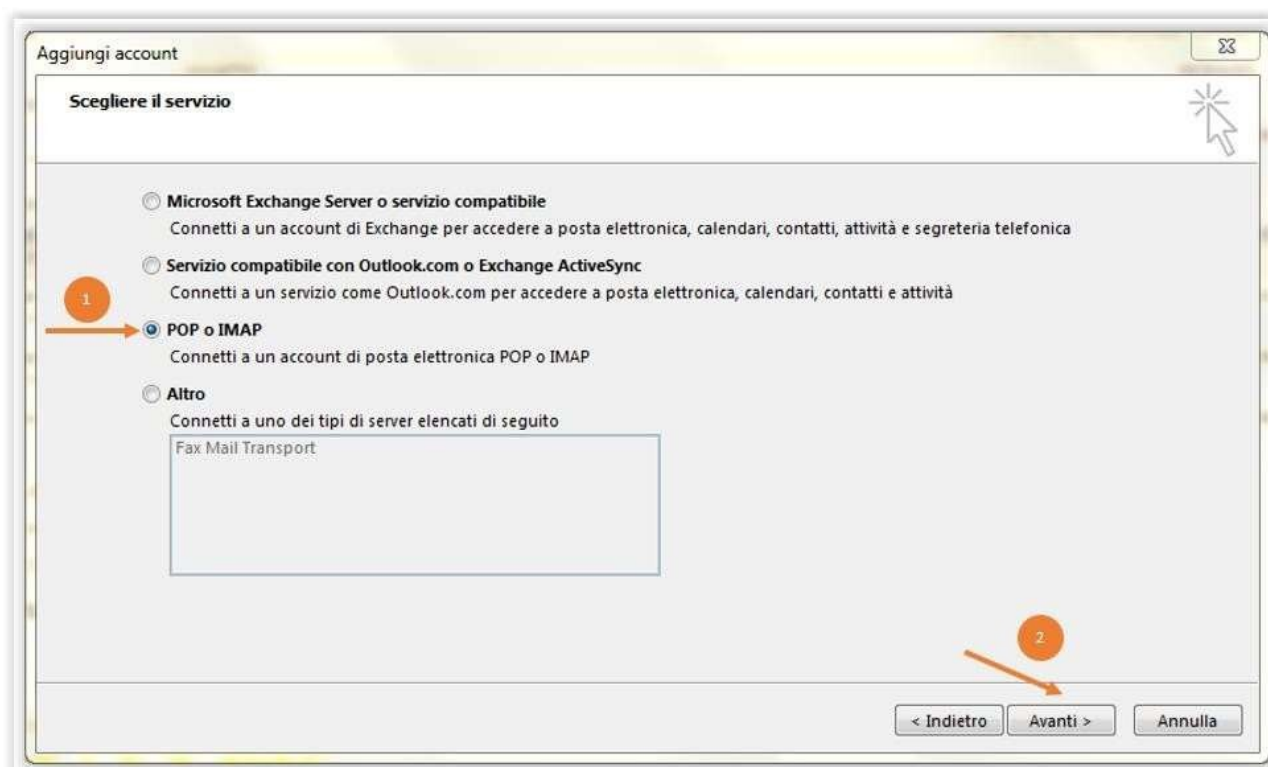 Aggiungi account
Scegliere il servizio
Microsoft Exchange Server o servizio compatibile
Connetti a un account di Exchange per accedere a posta elettronica, calendari, contatti, attività e segreteria telefonica
Servizio compatibile con Outlook.com o Exchange ActiveSync
Connetti a un servizio come Outlook.com per accedere a posta elettronica, calendari, contatti e attività
1
POP o IMAP
Connetti a un account di posta elettronica POP o IMAP
Altro
Connetti a uno dei tipi di server elencati di seguito
Fax Mail Transport
2
< Indietro Avanti > Annulla